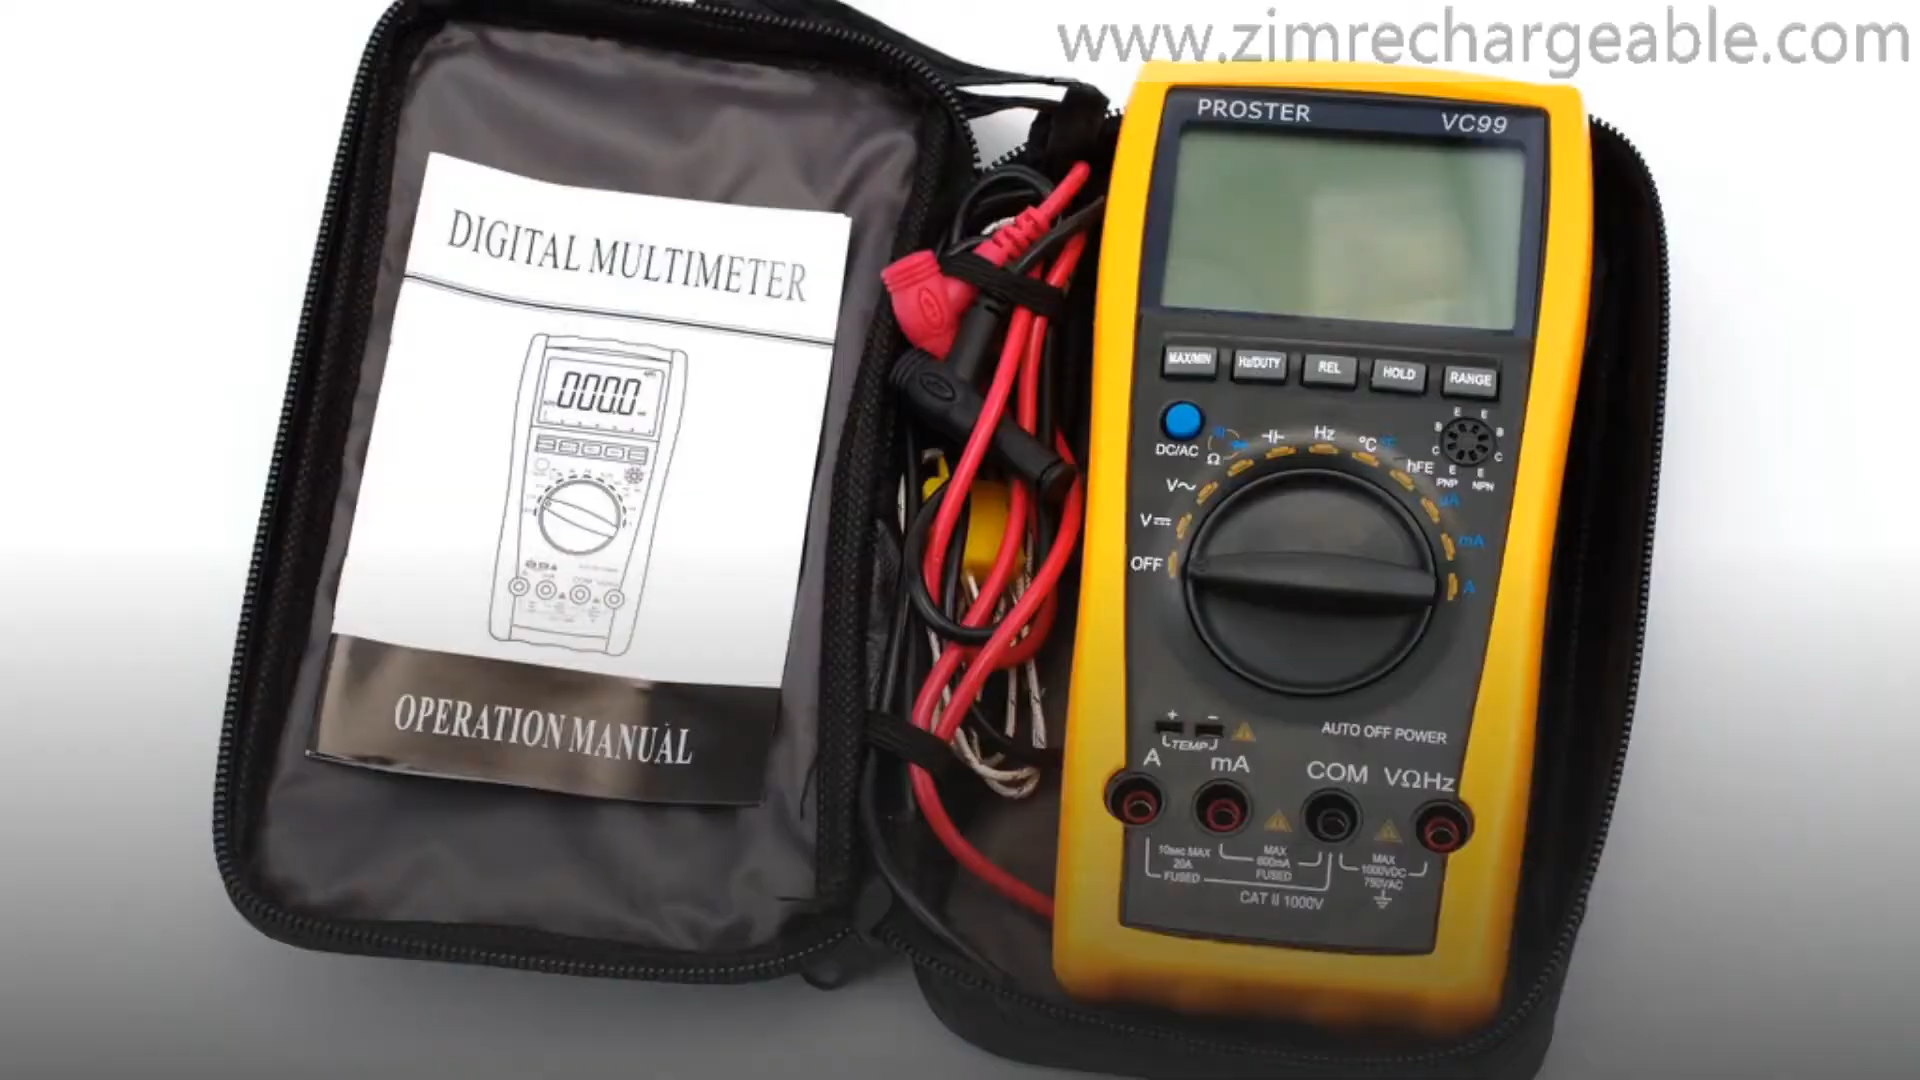 www.zimrechargeable.com
DIGITAL MULTIMETER
0000
OPERATION MANUAL
PROSTER VC99
MAX/MIN Hz/DUTY REL HOLD RANGE
DC/AC
Ω
Hz
°C °F
hFE
E E
B B
C C
E E
PNP NPN
V~
V⎓
OFF
μA
mA
A
+ −
TEMP
AUTO OFF POWER
A mA COM VΩHz
10sec MAX
20A
FUSED
MAX
600mA
FUSED
MAX
1000VDC
750VAC
CAT II 1000V